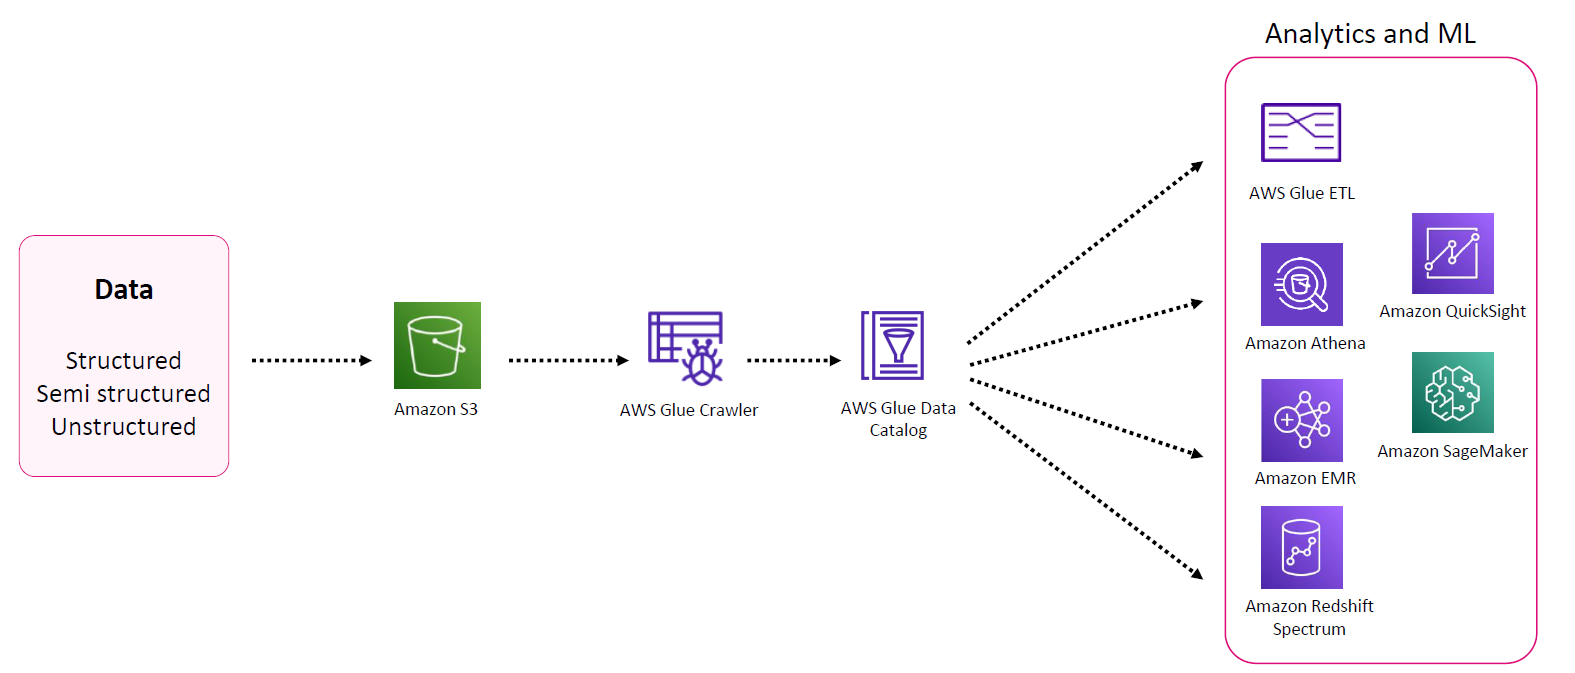 Analytics and ML
Data
Structured
Semi structured
Unstructured
Amazon S3
AWS Glue Crawler
AWS Glue Data
Catalog
AWS Glue ETL
Amazon Athena
Amazon EMR
Amazon Redshift
Spectrum
Amazon QuickSight
Amazon SageMaker